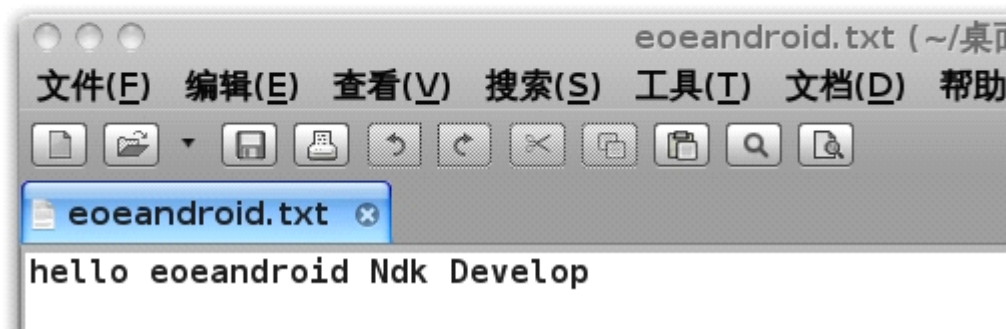 eoeandroid.txt (~/桌面
文件(F) 编辑(E) 查看(V) 搜索(S) 工具(T) 文档(D) 帮助
eoeandroid.txt
hello eoeandroid Ndk Develop